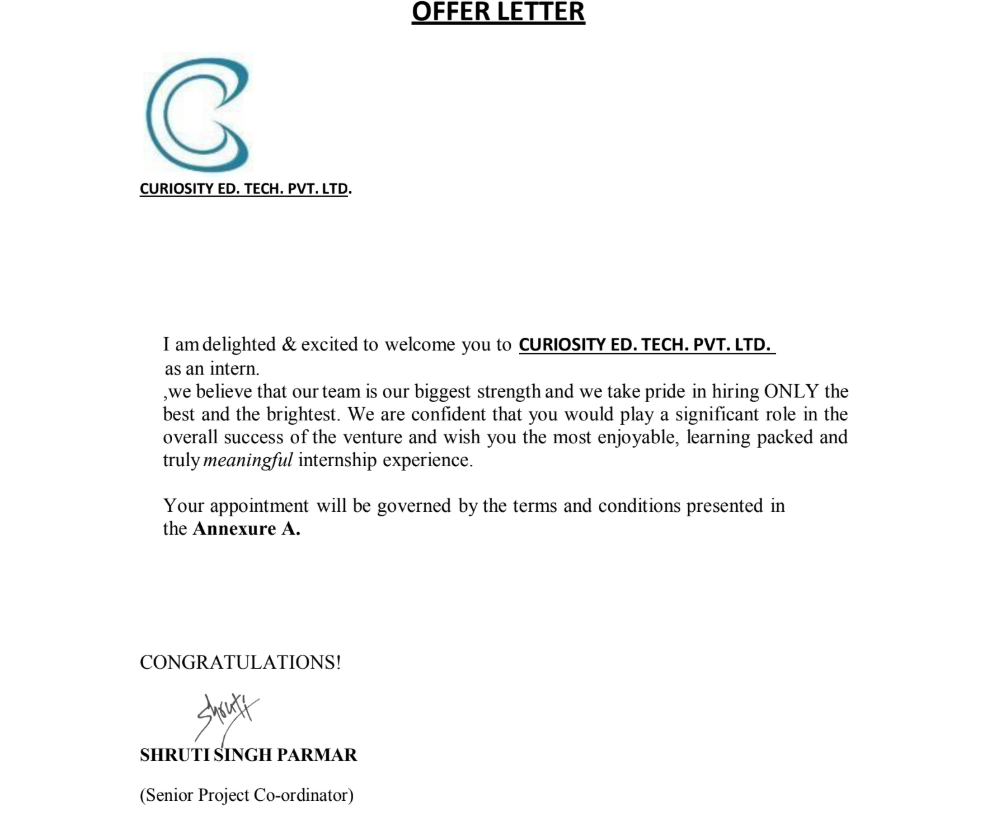 OFFER LETTER
CURIOSITY ED. TECH. PVT. LTD.
I am delighted & excited to welcome you to CURIOSITY ED. TECH. PVT. LTD.
as an intern.
,we believe that our team is our biggest strength and we take pride in hiring ONLY the
best and the brightest. We are confident that you would play a significant role in the
overall success of the venture and wish you the most enjoyable, learning packed and
truly meaningful internship experience.
Your appointment will be governed by the terms and conditions presented in
the Annexure A.
CONGRATULATIONS!
Shruti
SHRUTI SINGH PARMAR
(Senior Project Co-ordinator)